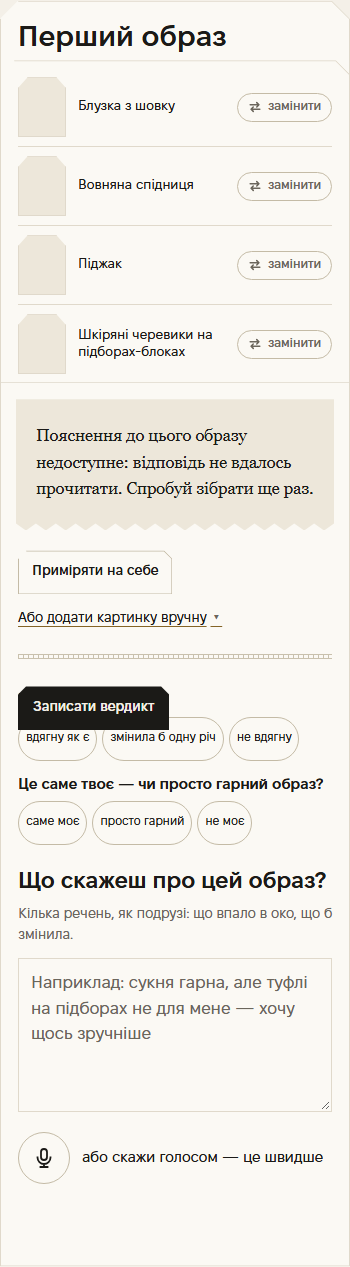 Перший образ
Блузка з шовку
замінити
Вовняна спідниця
замінити
Піджак
замінити
Шкіряні черевики на
підборах-блоках
замінити
Пояснення до цього образу
недоступне: відповідь не вдалось
прочитати. Спробуй зібрати ще раз.
Приміряти на себе
Або додати картинку вручну
Записати вердикт
вдягну як є
змінила б одну річ
не вдягну
Це саме твоє — чи просто гарний образ?
саме моє
просто гарний
не моє
Що скажеш про цей образ?
Кілька речень, як подрузі: що впало в око, що б
змінила.
Наприклад: сукня гарна, але туфлі
на підборах не для мене — хочу
щось зручніше
або скажи голосом — це швидше